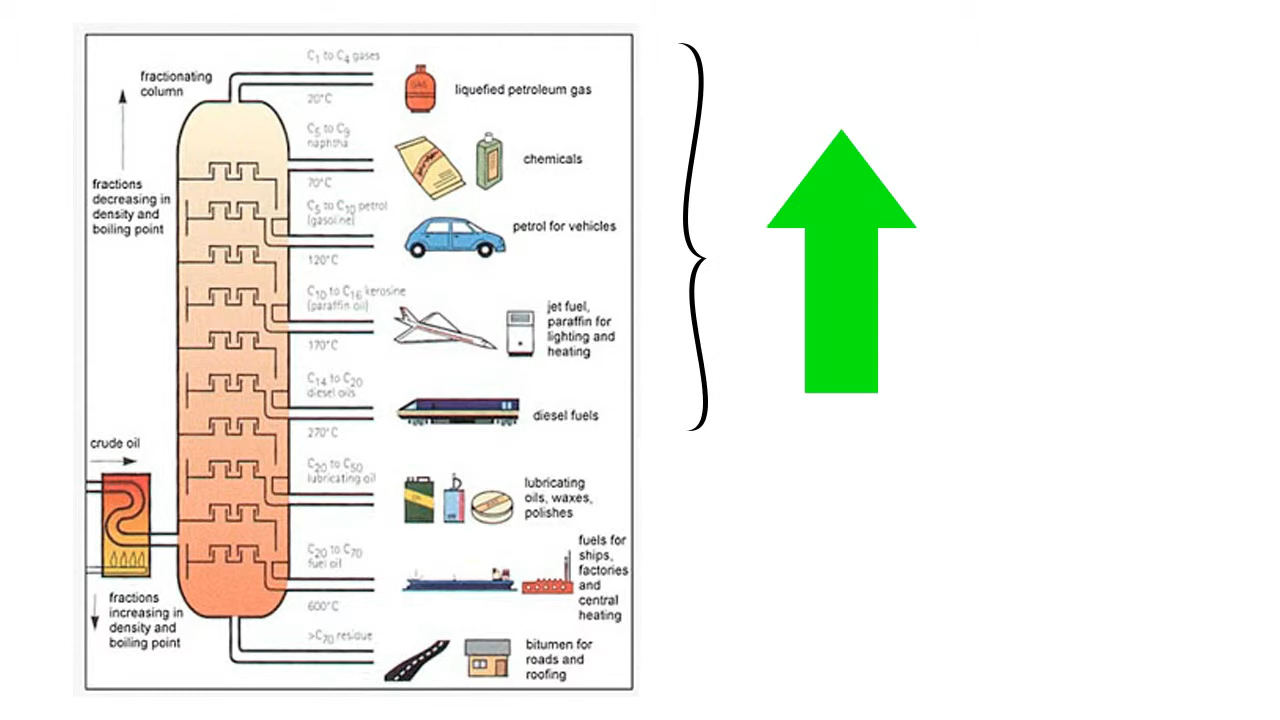 C1 to C4 gases
fractionating
column
liquefied petroleum gas
20°C
C5 to C9
naphtha
chemicals
70°C
fractions
decreasing in
density and
boiling point
C5 to C10 petrol
(gasoline)
petrol for vehicles
120°C
C10 to C16 kerosine
(paraffin oil)
jet fuel,
paraffin for
lighting and
heating
170°C
C14 to C20
diesel oils
diesel fuels
270°C
crude oil
C20 to C50
lubricating oil
lubricating
oils, waxes,
polishes
C20 to C70
fuel oil
fuels for
ships,
factories
and
central
heating
600°C
fractions
increasing in
density and
boiling point
>C70 residue
bitumen for
roads and
roofing